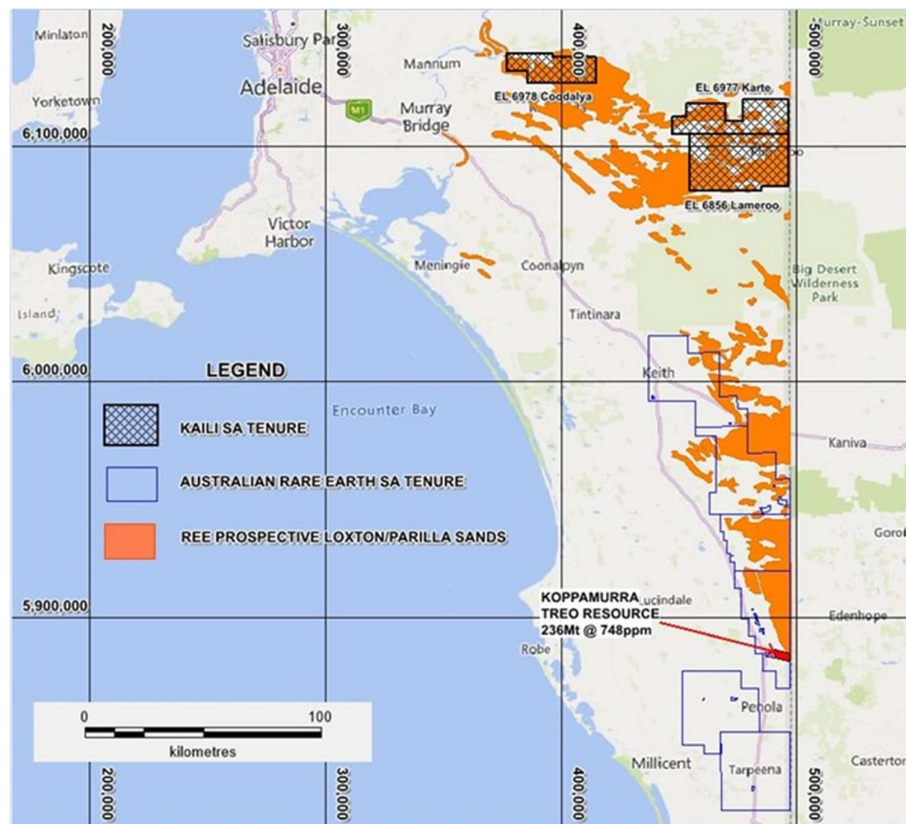 Minlaton
Salisbury Par
Mannum
Murray-Sunset
200,000
300,000
400,000
500,000
Adelaide
Yorketown
M1
Murray
Bridge
EL 6978 Coodalya
EL 6977 Karte
6,100,000
EL 6856 Lameroo
Victor
Harbor
Kingscote
Meningie
Coonalpyn
Big Desert
Wilderness
Park
Island
Tintinara
6,000,000
LEGEND
Keith
Encounter Bay
KAILI SA TENURE
Kaniva
AUSTRALIAN RARE EARTH SA TENURE
REE PROSPECTIVE LOXTON/PARILLA SANDS
Goro
5,900,000
KOPPAMURRA
TREO RESOURCE
236Mt @ 748ppm
Lucindale
Edenhope
Robe
0 100
kilometres
Penola
Millicent
Tarpeena
Casterton
200,000
300,000
400,000
500,000